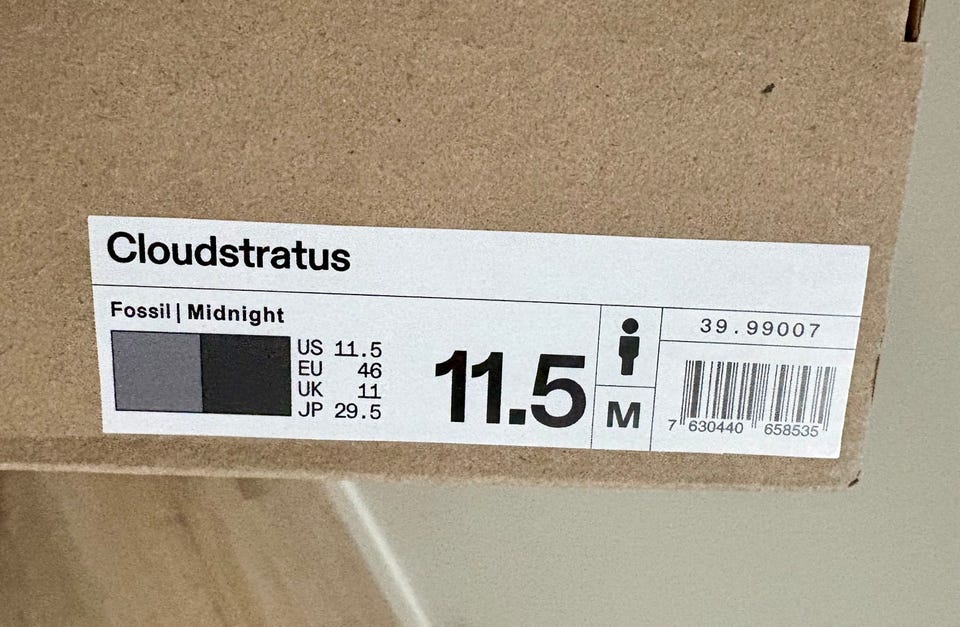 Cloudstratus
Fossil | Midnight
US 11.5
EU 46
UK 11
JP 29.5
11.5
M
39.99007
7 630440 658535